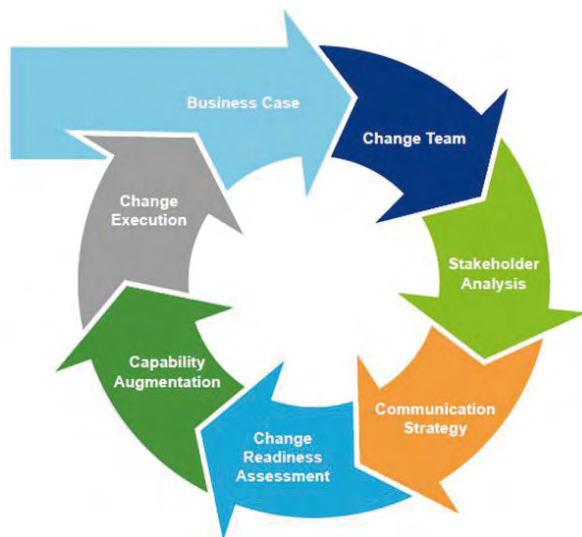 Business Case
Change Team
Stakeholder
Analysis
Communication
Strategy
Change
Readiness
Assessment
Capability
Augmentation
Change
Execution